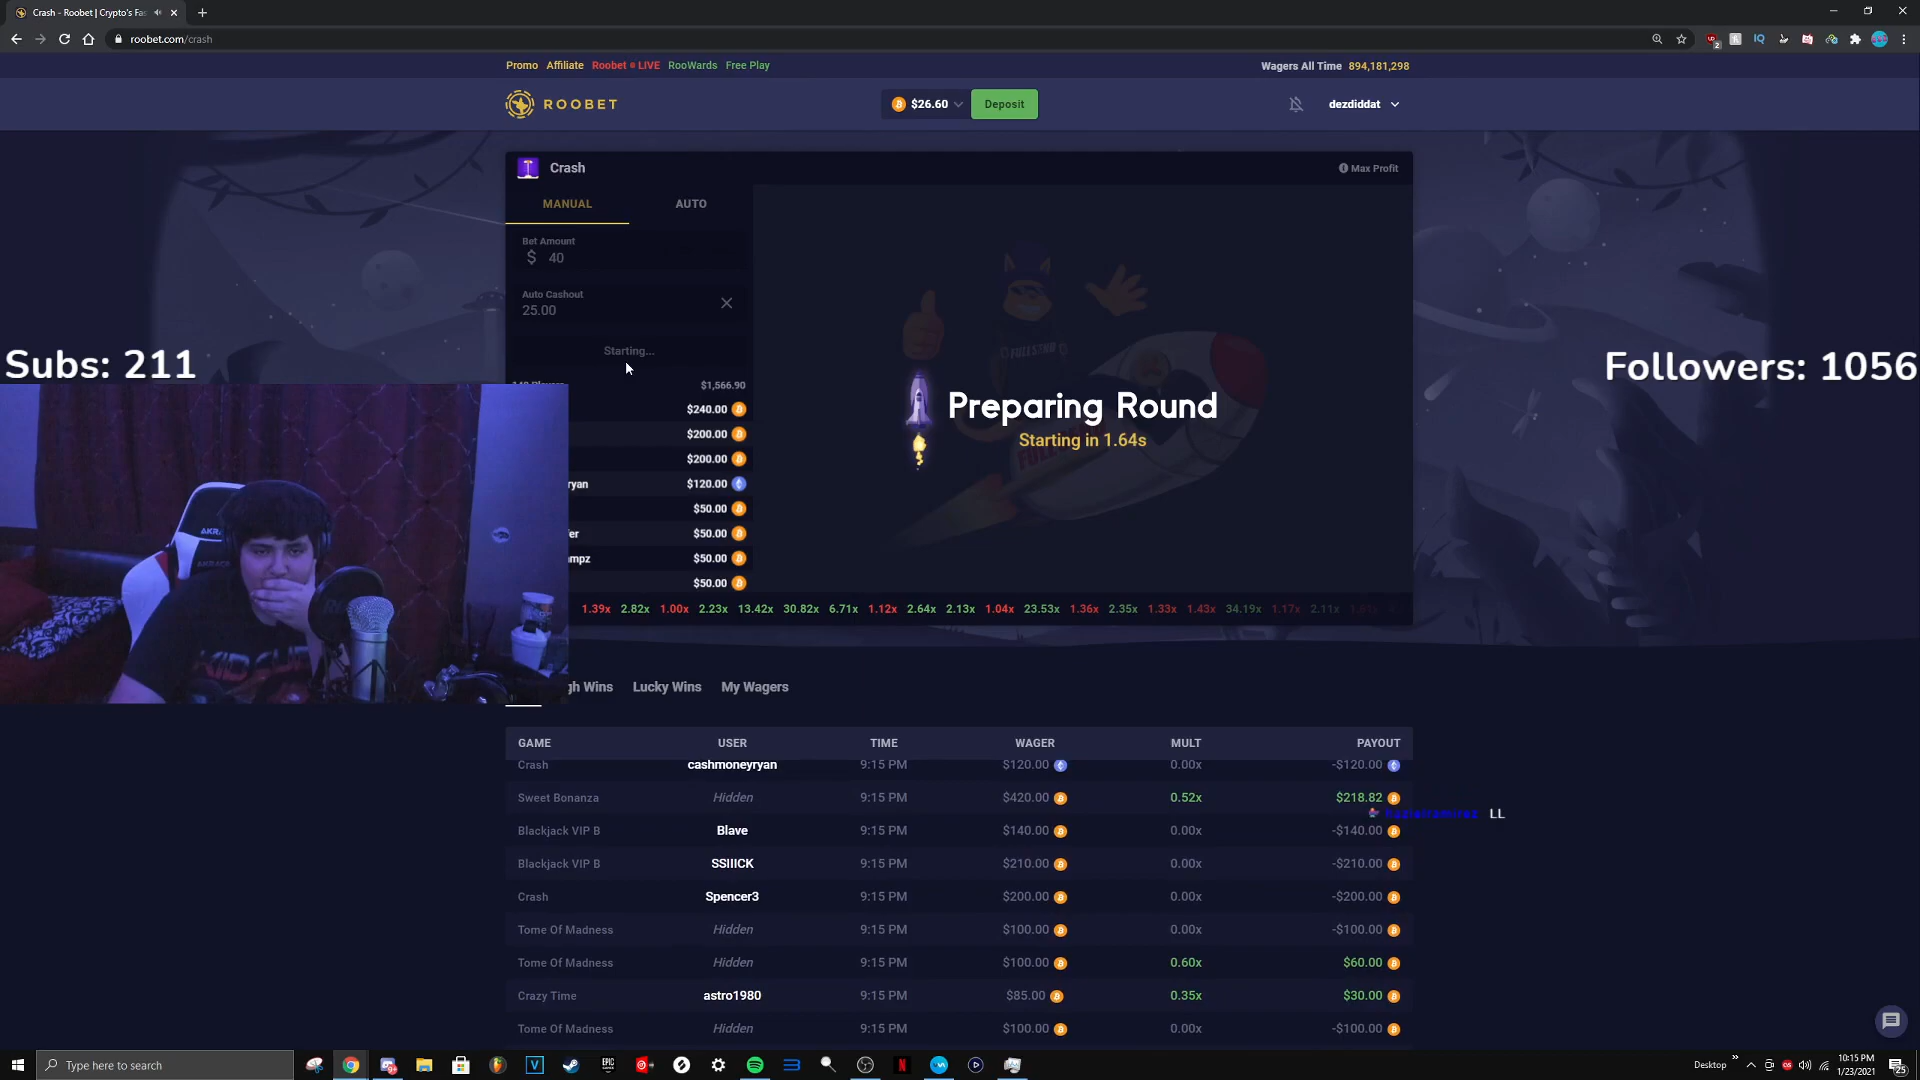 Crash - Roobet | Crypto's Fas
roobet.com/crash
Promo Affiliate Roobet LIVE RooWards Free Play
Wagers All Time 894,181,298
ROOBET
$26.60
Deposit
dezdiddat
Crash
Max Profit
MANUAL AUTO
Bet Amount
$ 40
Auto Cashout
25.00
Starting...
$1,566.90
$240.00
$200.00
$200.00
ryan $120.00
$50.00
fer $50.00
mpz $50.00
$50.00
Preparing Round
Starting in 1.64s
Subs: 211
Followers: 1056
AKRA
1.39x 2.82x 1.00x 2.23x 13.42x 30.82x 6.71x 1.12x 2.64x 2.13x 1.04x 23.53x 1.36x 2.35x 1.33x 1.43x 34.19x 1.17x 2.11x
gh Wins Lucky Wins My Wagers
GAME USER TIME WAGER MULT PAYOUT
Crash cashmoneyryan 9:15 PM $120.00 0.00x -$120.00
Sweet Bonanza Hidden 9:15 PM $420.00 0.52x $218.82
LL
Blackjack VIP B Blave 9:15 PM $140.00 0.00x -$140.00
Blackjack VIP B SSIIICK 9:15 PM $210.00 0.00x -$210.00
Crash Spencer3 9:15 PM $200.00 0.00x -$200.00
Tome Of Madness Hidden 9:15 PM $100.00 0.00x -$100.00
Tome Of Madness Hidden 9:15 PM $100.00 0.60x $60.00
Crazy Time astro1980 9:15 PM $85.00 0.35x $30.00
Tome Of Madness Hidden 9:15 PM $100.00 0.00x -$100.00
Type here to search
Desktop
10:15 PM
1/23/2021
25